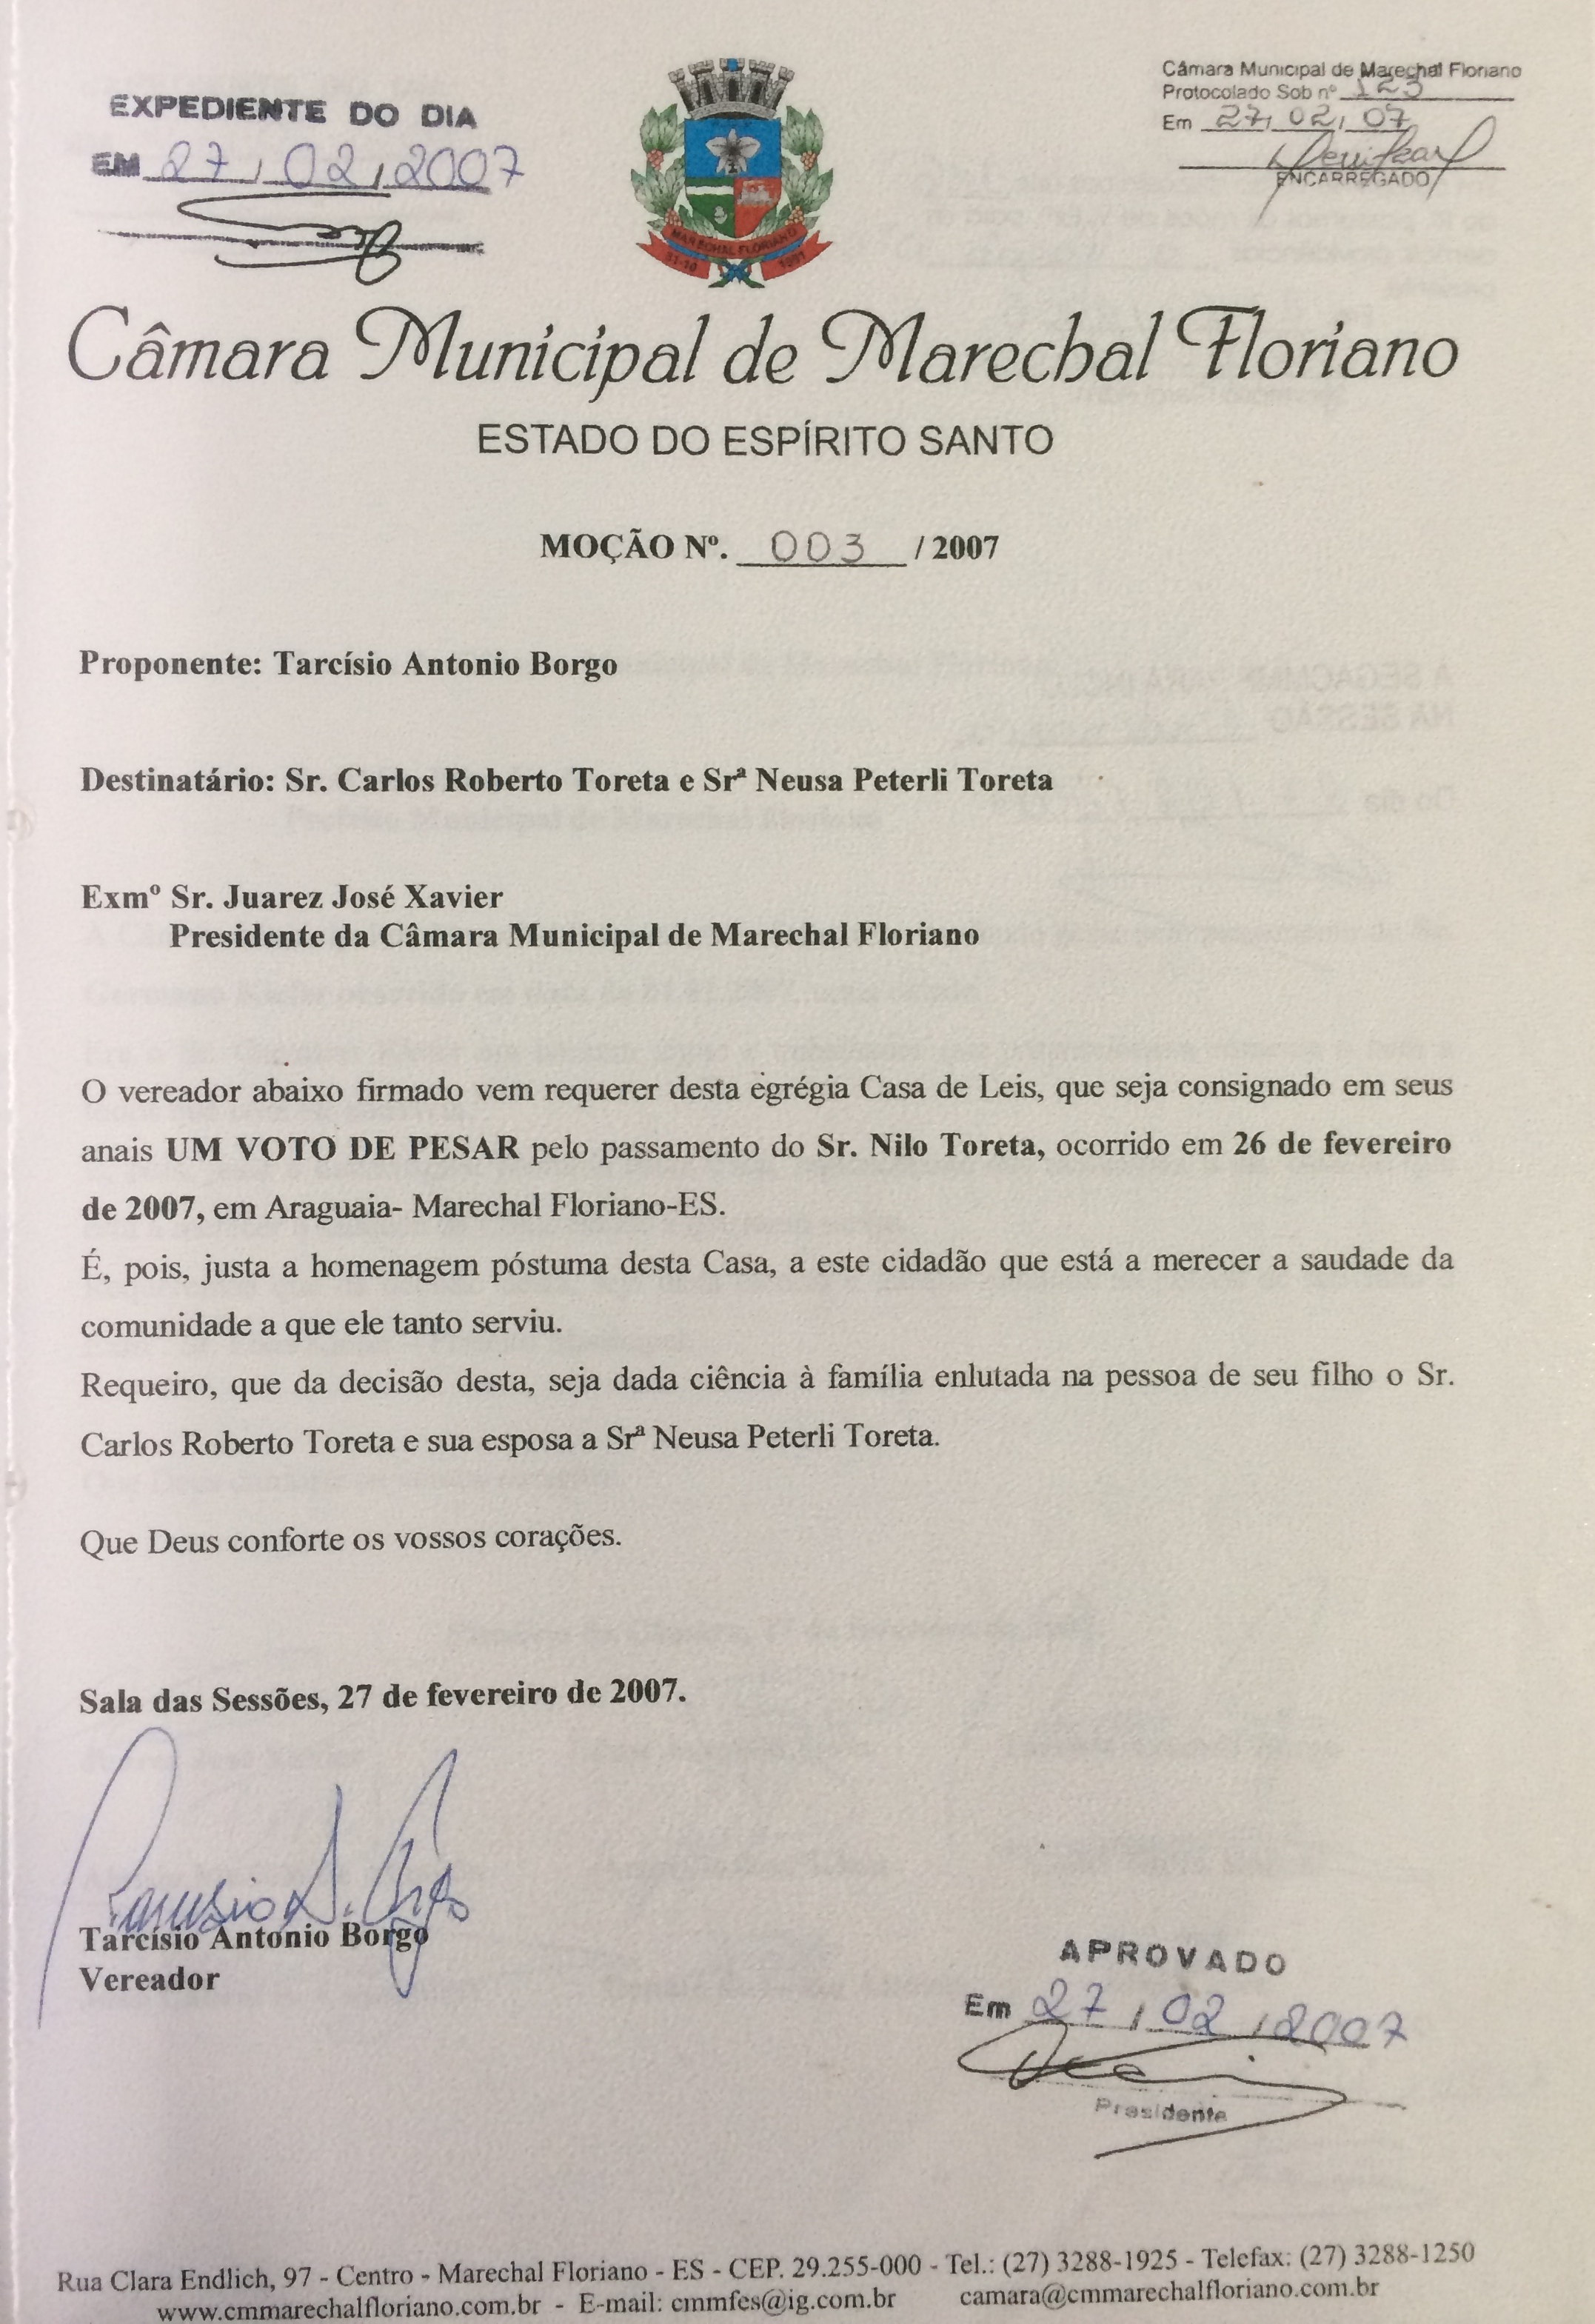 EXPEDIENTE DO DIA
EM 27/02/2007
Câmara Municipal de Marechal Floriano
Protocolado Sob nº 123
Em 27/02/07
ENCARREGADO
MARECHAL FLORIANO
31-10 1991
Câmara Municipal de Marechal Floriano
ESTADO DO ESPÍRITO SANTO
MOÇÃO Nº. 003 / 2007
Proponente: Tarcísio Antonio Borgo
Destinatário: Sr. Carlos Roberto Toreta e Srª Neusa Peterli Toreta
Exmº Sr. Juarez José Xavier
Presidente da Câmara Municipal de Marechal Floriano
O vereador abaixo firmado vem requerer desta egrégia Casa de Leis, que seja consignado em seus
anais UM VOTO DE PESAR pelo passamento do Sr. Nilo Toreta, ocorrido em 26 de fevereiro
de 2007, em Araguaia- Marechal Floriano-ES.
É, pois, justa a homenagem póstuma desta Casa, a este cidadão que está a merecer a saudade da
comunidade a que ele tanto serviu.
Requeiro, que da decisão desta, seja dada ciência à família enlutada na pessoa de seu filho o Sr.
Carlos Roberto Toreta e sua esposa a Srª Neusa Peterli Toreta.
Que Deus conforte os vossos corações.
Sala das Sessões, 27 de fevereiro de 2007.
Tarcísio Antonio Borgo
Vereador
APROVADO
Em 27/02/2007
Presidente
Rua Clara Endlich, 97 - Centro - Marechal Floriano - ES - CEP. 29.255-000 - Tel.: (27) 3288-1925 - Telefax: (27) 3288-1250
www.cmmarechalfloriano.com.br - E-mail: cmmfes@ig.com.br camara@cmmarechalfloriano.com.br